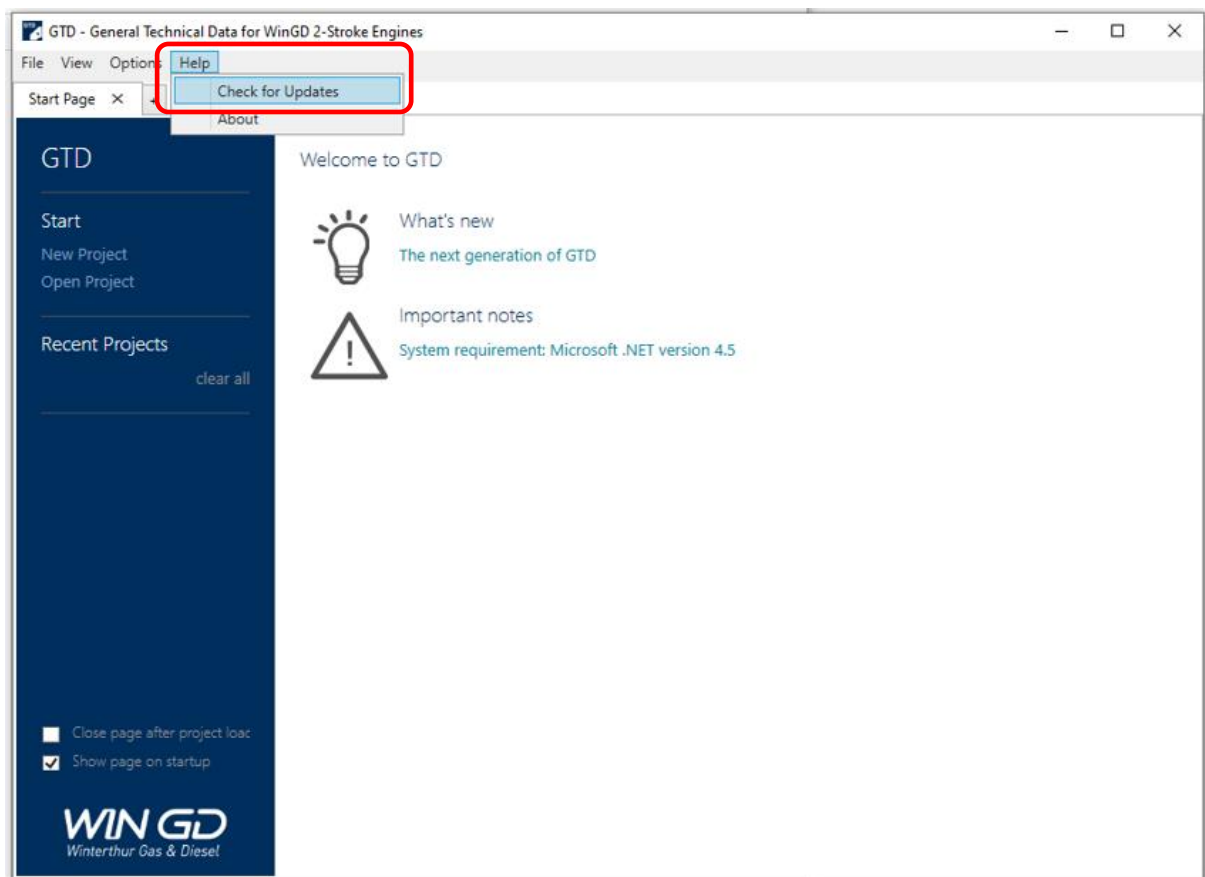 GTD - General Technical Data for WinGD 2-Stroke Engines
File View Options Help
Check for Updates
About
Start Page
GTD
Start
New Project
Open Project
Recent Projects
clear all
Welcome to GTD
What's new
The next generation of GTD
Important notes
System requirement: Microsoft .NET version 4.5
Close page after project loac
Show page on startup
WIN GD
Winterthur Gas & Diesel